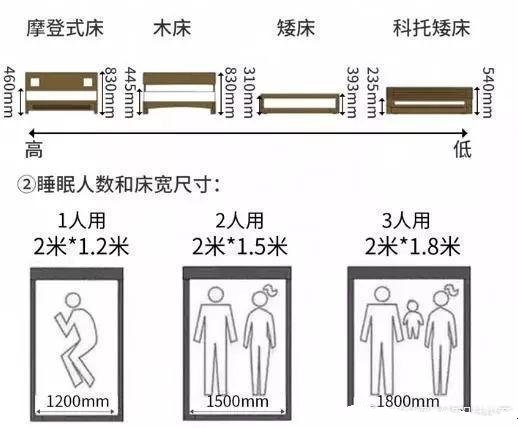 摩登式床 木床 矮床 科托矮床
460mm 830mm 445mm 830mm 310mm 393mm 235mm 540mm
高 低
②睡眠人数和床宽尺寸：
1人用 2人用 3人用
2米*1.2米 2米*1.5米 2米*1.8米
1200mm 1500mm 1800mm